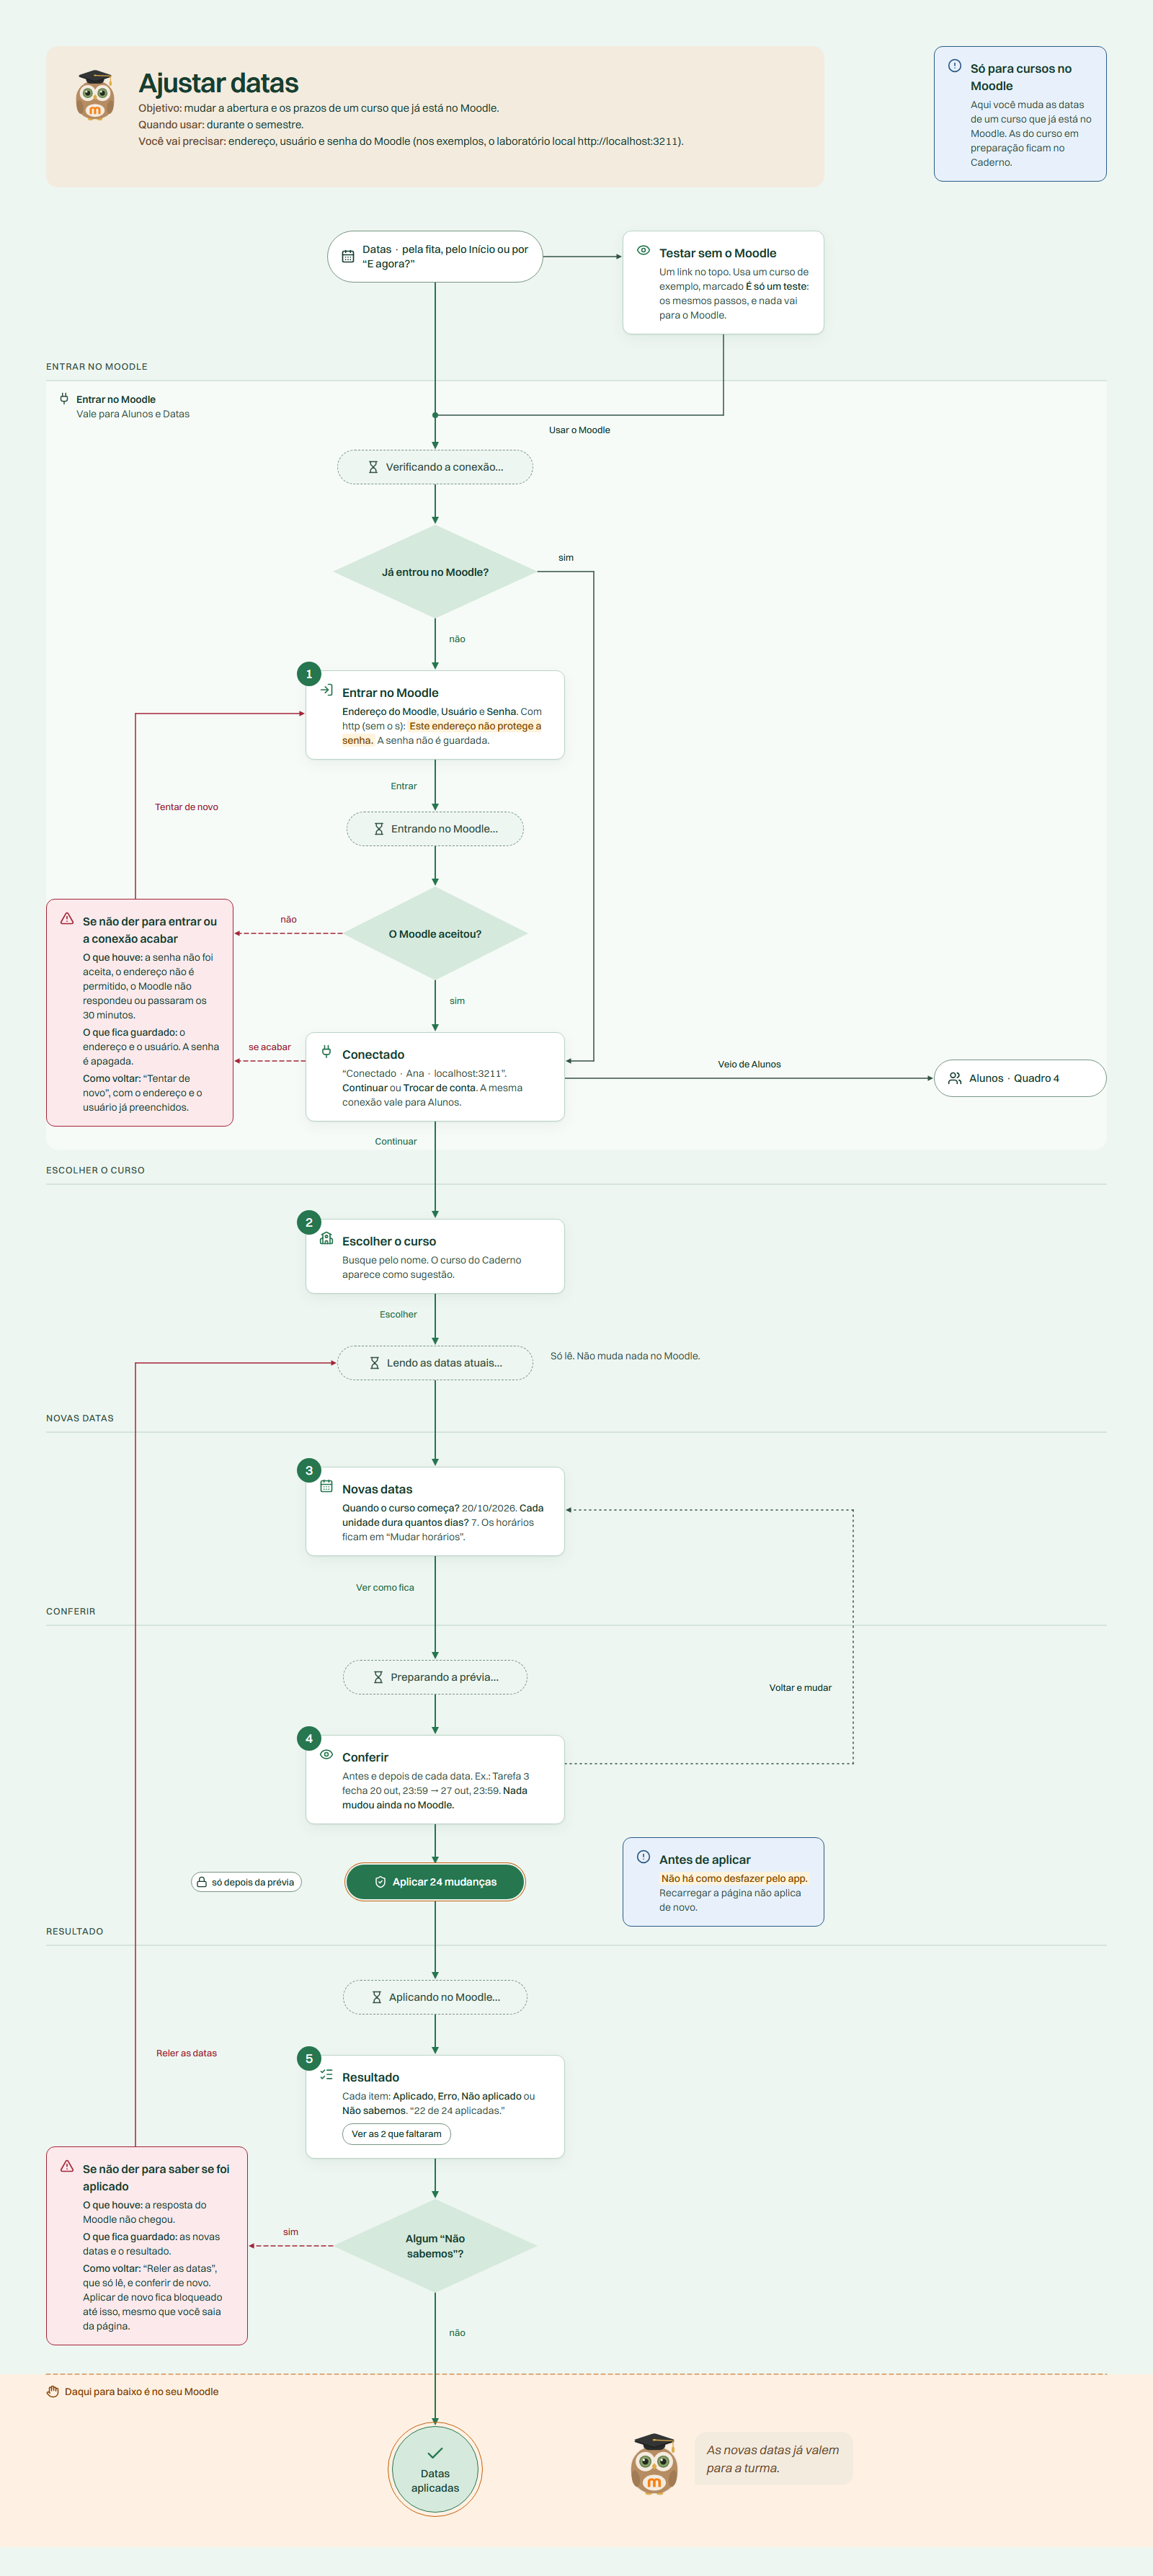 Ajustar datas
Objetivo: mudar a abertura e os prazos de um curso que já está no Moodle.
Quando usar: durante o semestre.
Você vai precisar: endereço, usuário e senha do Moodle (nos exemplos, o laboratório local http://localhost:3211).
Só para cursos no
Moodle
Aqui você muda as datas
de um curso que já está no
Moodle. As do curso em
preparação ficam no
Caderno.
Datas · pela fita, pelo Início ou por
“E agora?”
Testar sem o Moodle
Um link no topo. Usa um curso de
exemplo, marcado É só um teste:
os mesmos passos, e nada vai
para o Moodle.
ENTRAR NO MOODLE
Entrar no Moodle
Vale para Alunos e Datas
Usar o Moodle
Verificando a conexão...
Já entrou no Moodle?
sim
não
1
Entrar no Moodle
Endereço do Moodle, Usuário e Senha. Com
http (sem o s): Este endereço não protege a
senha. A senha não é guardada.
Entrar
Tentar de novo
Entrando no Moodle...
O Moodle aceitou?
não
sim
Se não der para entrar ou
a conexão acabar
O que houve: a senha não foi
aceita, o endereço não é
permitido, o Moodle não
respondeu ou passaram os
30 minutos.
O que fica guardado: o
endereço e o usuário. A senha
é apagada.
Como voltar: “Tentar de
novo”, com o endereço e o
usuário já preenchidos.
se acabar
Conectado
“Conectado · Ana · localhost:3211”.
Continuar ou Trocar de conta. A mesma
conexão vale para Alunos.
Veio de Alunos
Alunos · Quadro 4
Continuar
ESCOLHER O CURSO
2
Escolher o curso
Busque pelo nome. O curso do Caderno
aparece como sugestão.
Escolher
Lendo as datas atuais...
Só lê. Não muda nada no Moodle.
NOVAS DATAS
3
Novas datas
Quando o curso começa? 20/10/2026. Cada
unidade dura quantos dias? 7. Os horários
ficam em “Mudar horários”.
Ver como fica
CONFERIR
Preparando a prévia...
Voltar e mudar
4
Conferir
Antes e depois de cada data. Ex.: Tarefa 3
fecha 20 out, 23:59 → 27 out, 23:59. Nada
mudou ainda no Moodle.
só depois da prévia
Aplicar 24 mudanças
Antes de aplicar
Não há como desfazer pelo app.
Recarregar a página não aplica
de novo.
RESULTADO
Aplicando no Moodle...
Reler as datas
5
Resultado
Cada item: Aplicado, Erro, Não aplicado ou
Não sabemos. “22 de 24 aplicadas.”
Ver as 2 que faltaram
Se não der para saber se foi
aplicado
O que houve: a resposta do
Moodle não chegou.
O que fica guardado: as novas
datas e o resultado.
Como voltar: “Reler as datas”,
que só lê, e conferir de novo.
Aplicar de novo fica bloqueado
até isso, mesmo que você saia
da página.
sim
Algum “Não
sabemos”?
não
Daqui para baixo é no seu Moodle
Datas
aplicadas
As novas datas já valem
para a turma.